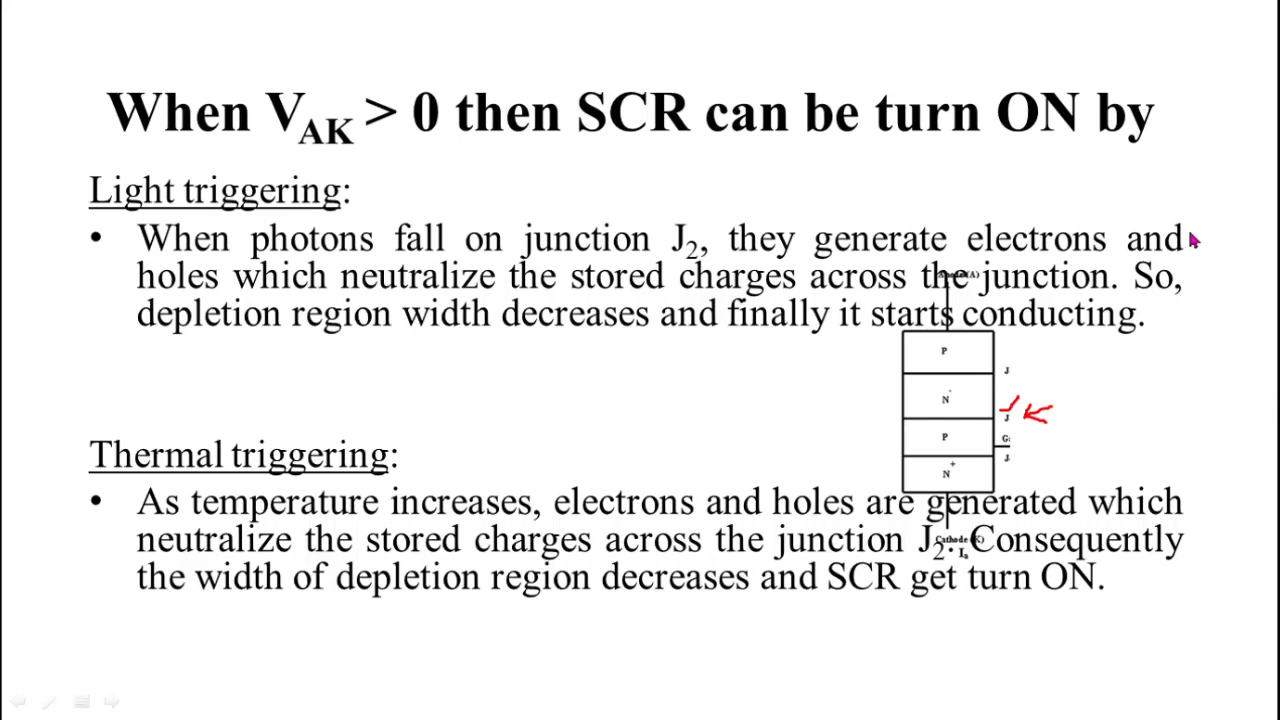 When VAK > 0 then SCR can be turn ON by
Light triggering:
• When photons fall on junction J2, they generate electrons and
holes which neutralize the stored charges across the junction. So,
depletion region width decreases and finally it starts conducting.
P
J
N-
J
P
G
J
N+
Thermal triggering:
• As temperature increases, electrons and holes are generated which
neutralize the stored charges across the junction J2. Consequently
Cathode (K)
the width of depletion region decreases and SCR get turn ON.